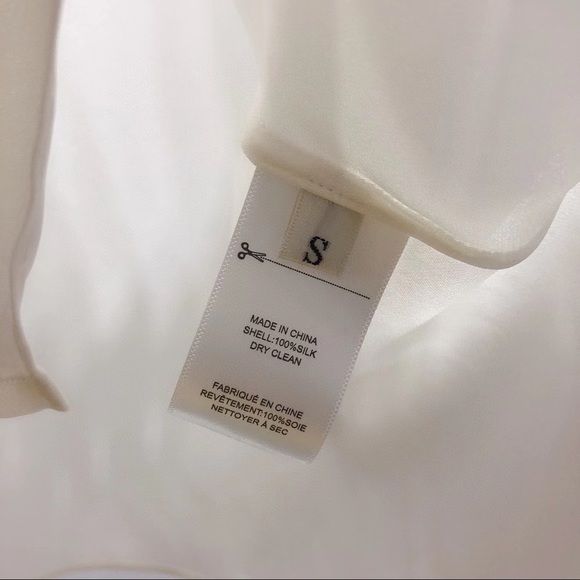 S
MADE IN CHINA
SHELL:100%SILK
DRY CLEAN
FABRIQUÉ EN CHINE
REVÊTEMENT:100%SOIE
NETTOYER À SEC